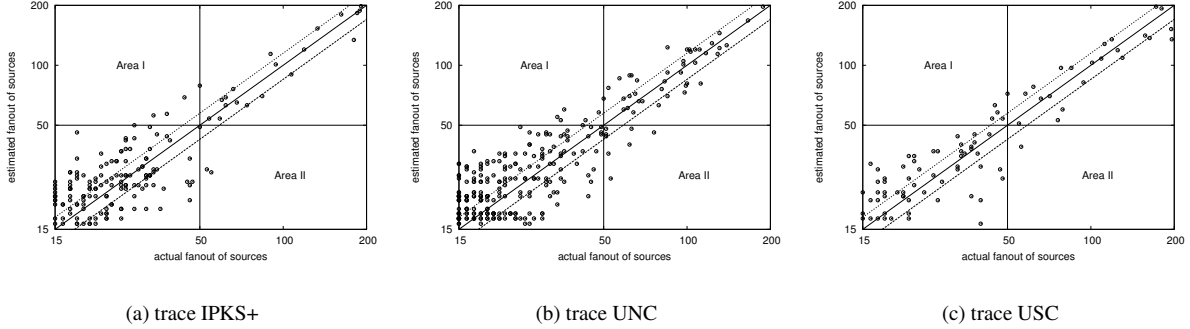 200
100
50
15
15
50
100
200
estimated fanout of sources
actual fanout of sources
Area I
Area II
(a) trace IPKS+
200
100
50
15
15
50
100
200
estimated fanout of sources
actual fanout of sources
Area I
Area II
(b) trace UNC
200
100
50
15
15
50
100
200
estimated fanout of sources
actual fanout of sources
Area I
Area II
(c) trace USC